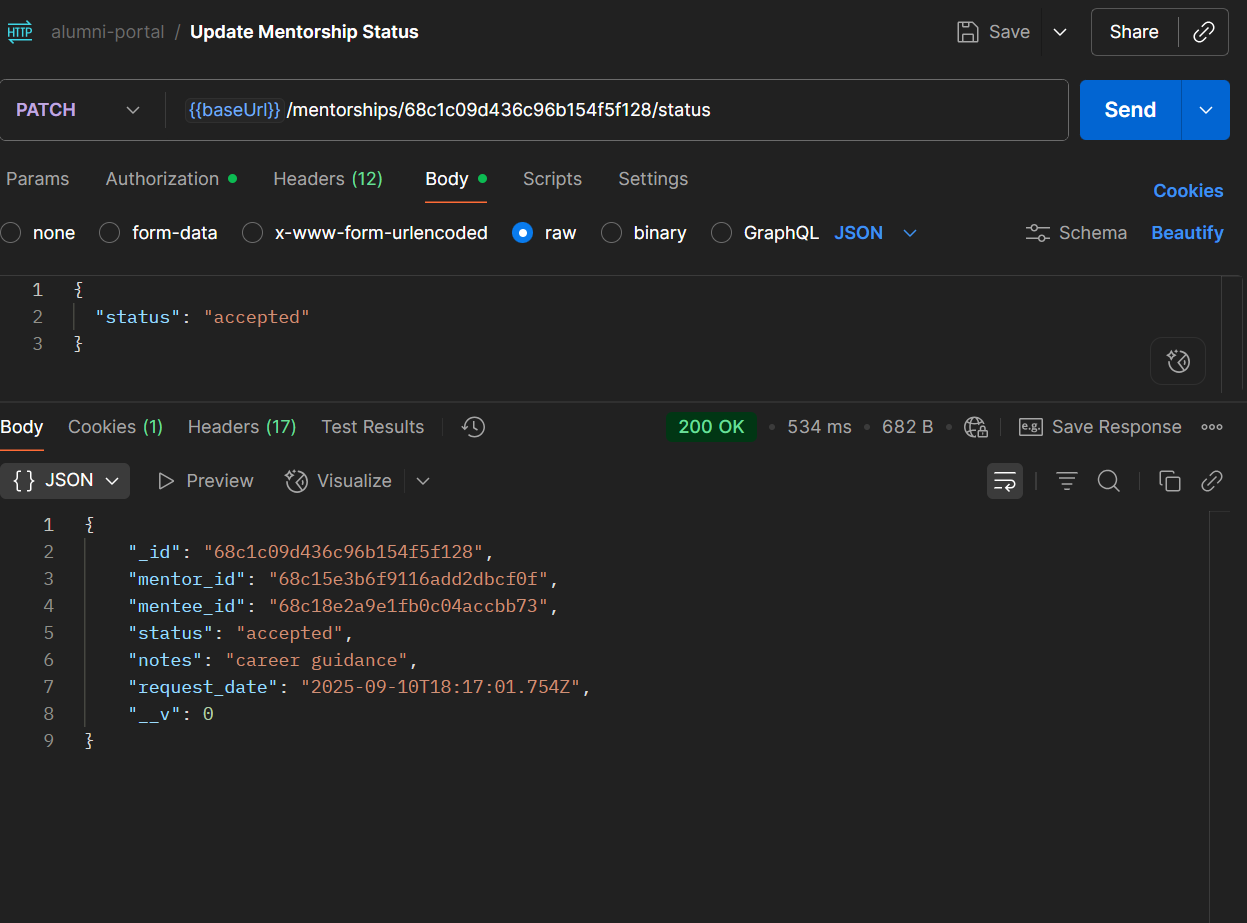 HTTP alumni-portal / Update Mentorship Status Save Share
PATCH {{baseUrl}} /mentorships/68c1c09d436c96b154f5f128/status Send
Params Authorization Headers (12) Body Scripts Settings Cookies
none form-data x-www-form-urlencoded raw binary GraphQL JSON Schema Beautify
1 {
2 "status": "accepted"
3 }
Body Cookies (1) Headers (17) Test Results 200 OK • 534 ms • 682 B • e.g. Save Response
{} JSON Preview Visualize
1 {
2 "_id": "68c1c09d436c96b154f5f128",
3 "mentor_id": "68c15e3b6f9116add2dbcf0f",
4 "mentee_id": "68c18e2a9e1fb0c04accbb73",
5 "status": "accepted",
6 "notes": "career guidance",
7 "request_date": "2025-09-10T18:17:01.754Z",
8 "__v": 0
9 }